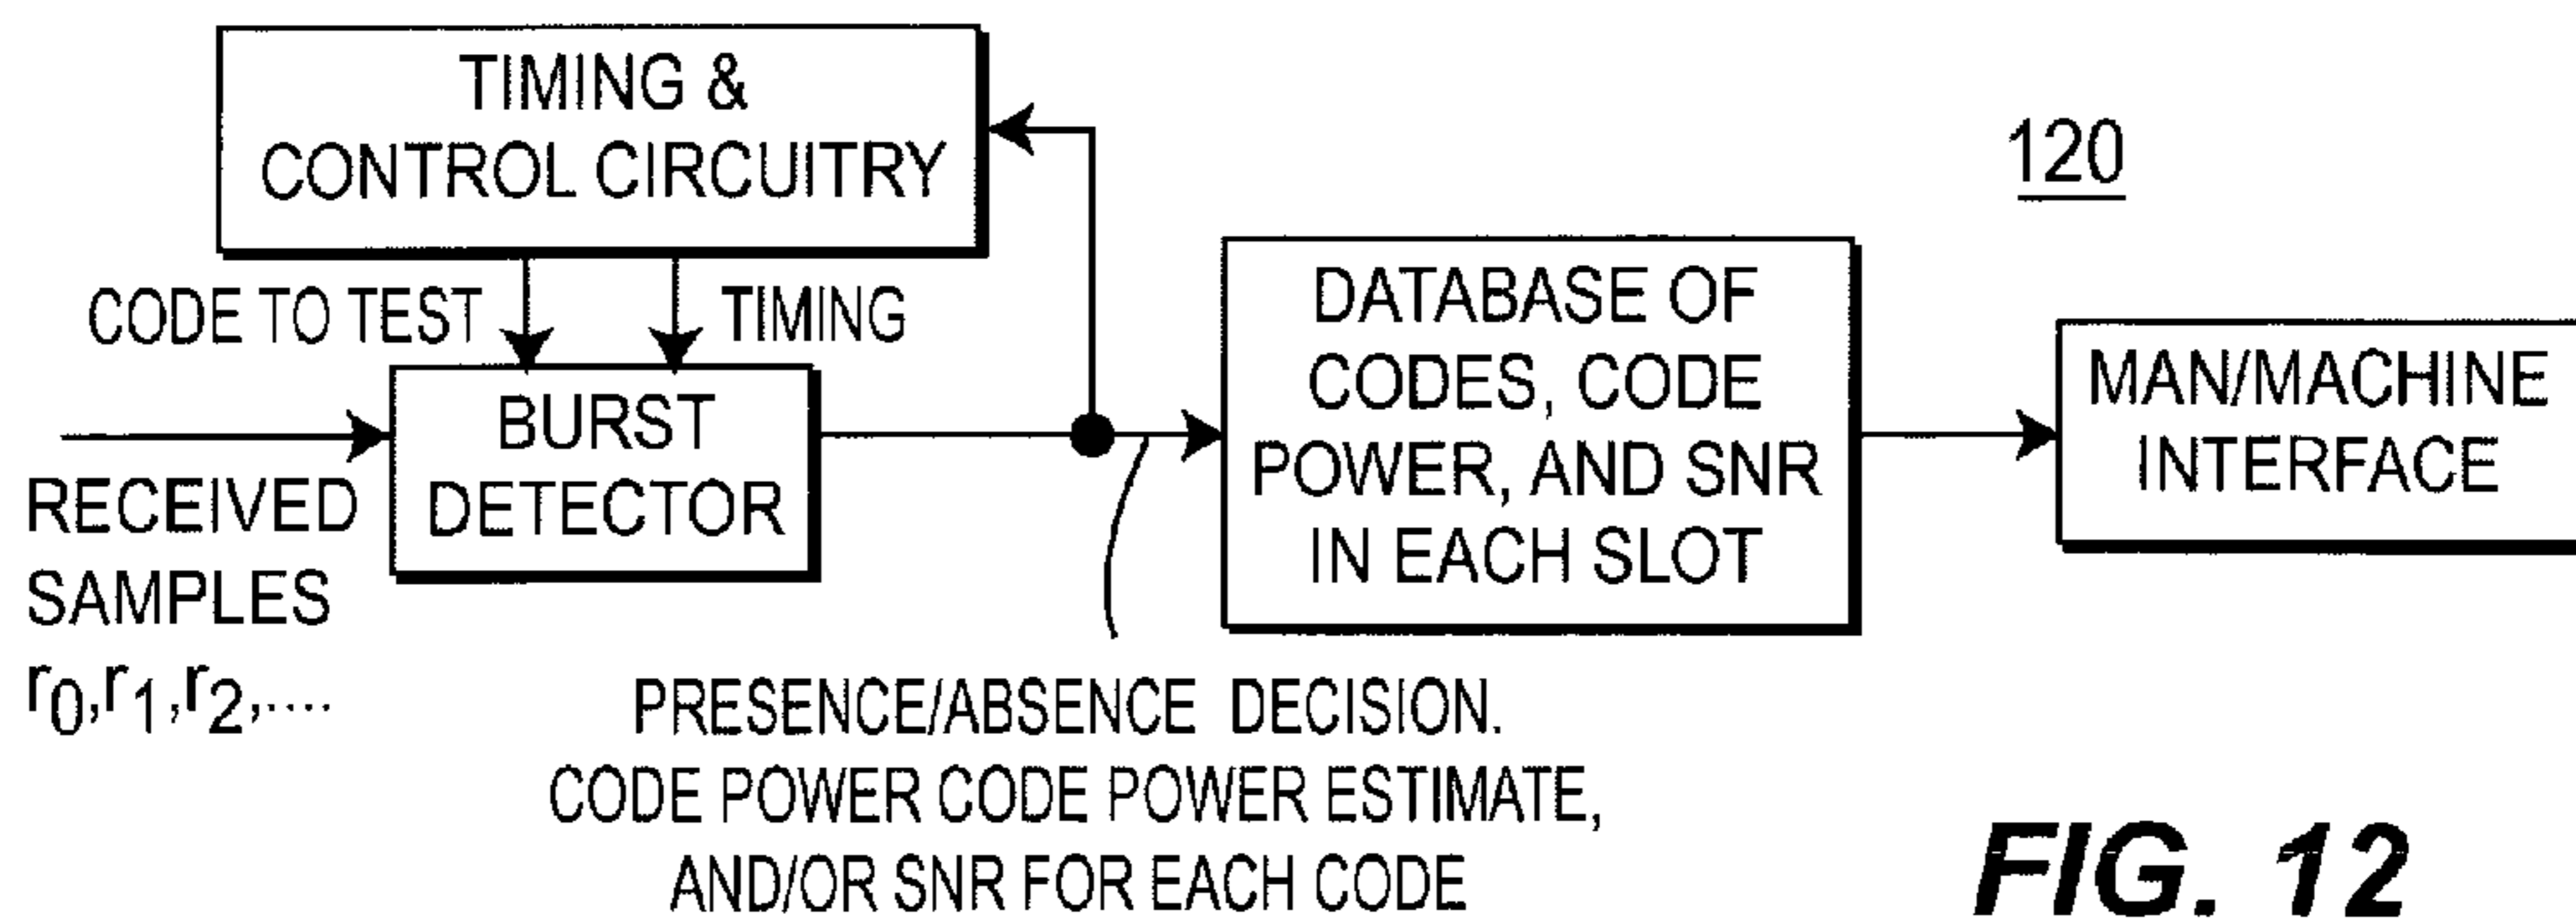 TIMING &
CONTROL CIRCUITRY
120
CODE TO TEST
TIMING
BURST
DETECTOR
RECEIVED
SAMPLES
r0,r1,r2,....
DATABASE OF
CODES, CODE
POWER, AND SNR
IN EACH SLOT
MAN/MACHINE
INTERFACE
PRESENCE/ABSENCE DECISION.
CODE POWER CODE POWER ESTIMATE,
AND/OR SNR FOR EACH CODE
FIG. 12